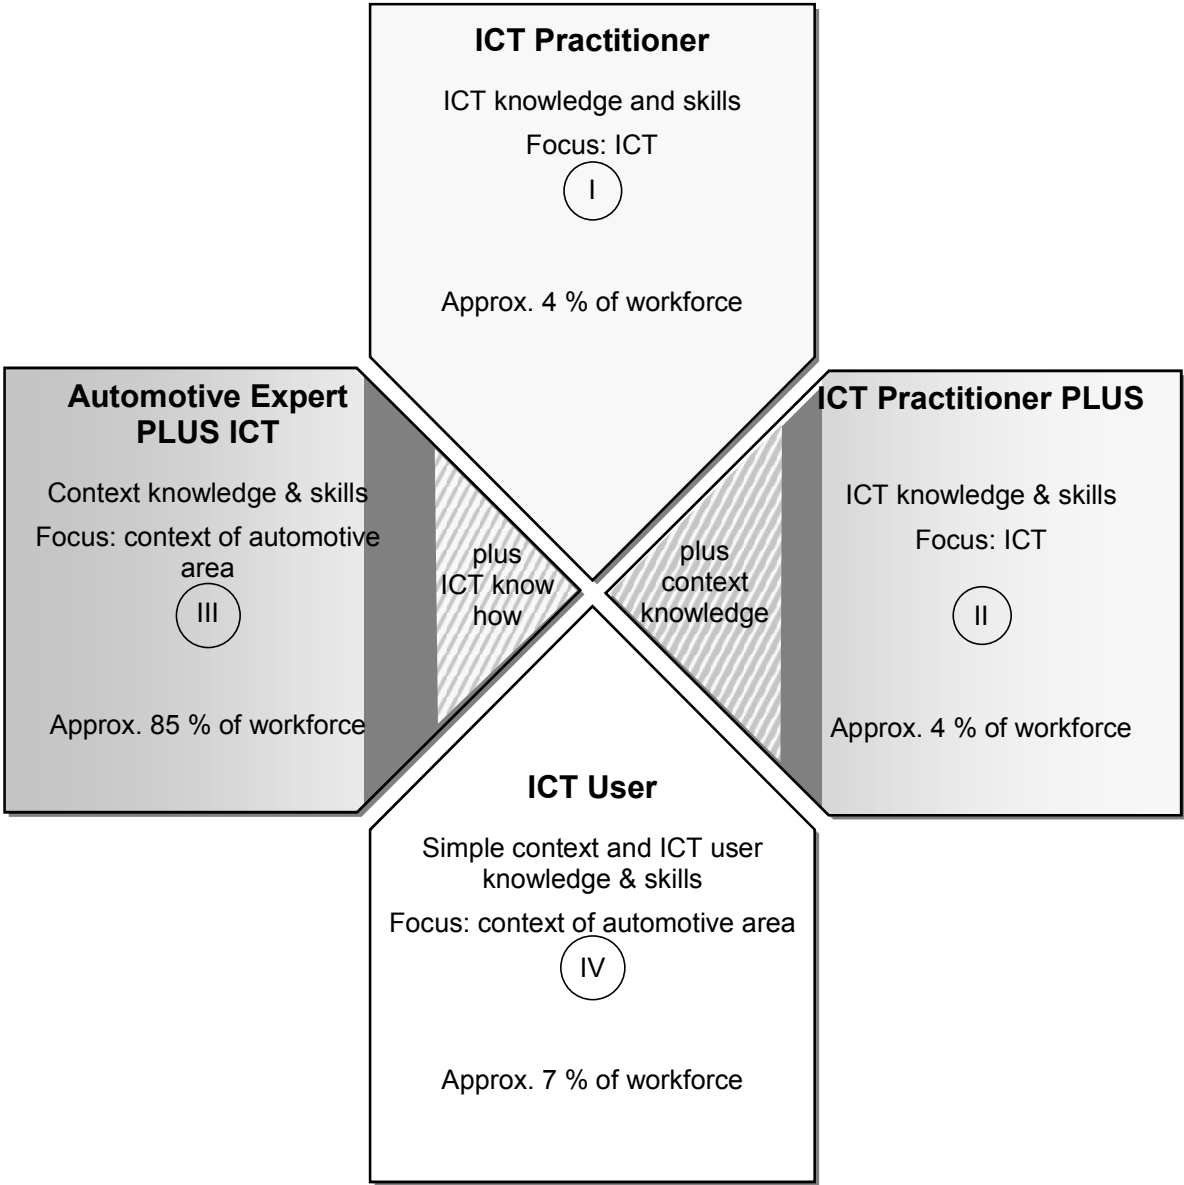 ICT Practitioner
ICT knowledge and skills
Focus: ICT
I
Approx. 4 % of workforce
Automotive Expert
PLUS ICT
Context knowledge & skills
Focus: context of automotive
area
III
Approx. 85 % of workforce
plus
ICT know
how
plus
context
knowledge
ICT Practitioner PLUS
ICT knowledge & skills
Focus: ICT
II
Approx. 4 % of workforce
ICT User
Simple context and ICT user
knowledge & skills
Focus: context of automotive area
IV
Approx. 7 % of workforce